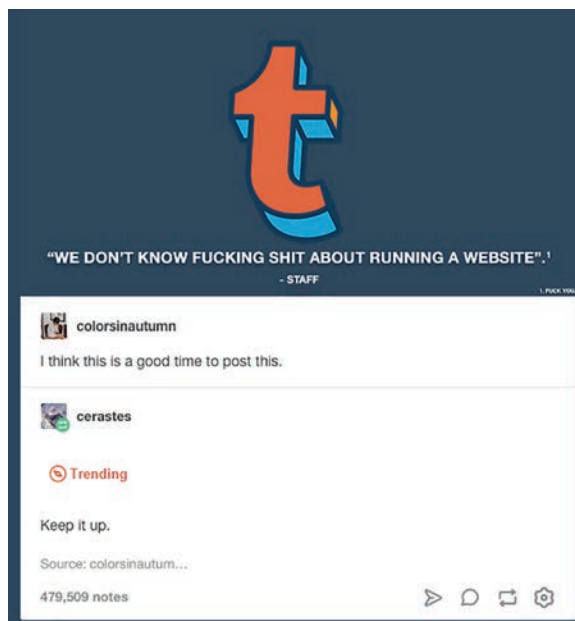 t
“WE DON'T KNOW FUCKING SHIT ABOUT RUNNING A WEBSITE”.¹
- STAFF
1. FUCK YOU
colorsinautumn
I think this is a good time to post this.
cerastes
Trending
Keep it up.
Source: colorsinautum...
479,509 notes